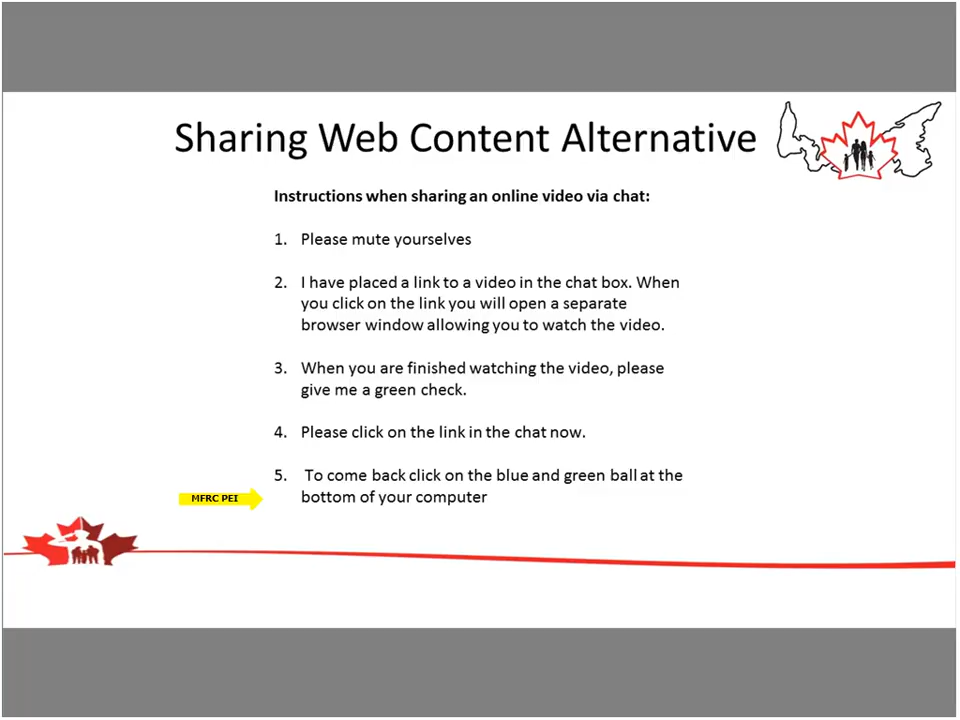 Sharing Web Content Alternative
Instructions when sharing an online video via chat:
1. Please mute yourselves
2. I have placed a link to a video in the chat box. When
you click on the link you will open a separate
browser window allowing you to watch the video.
3. When you are finished watching the video, please
give me a green check.
4. Please click on the link in the chat now.
5. To come back click on the blue and green ball at the
MFRC PEI
bottom of your computer